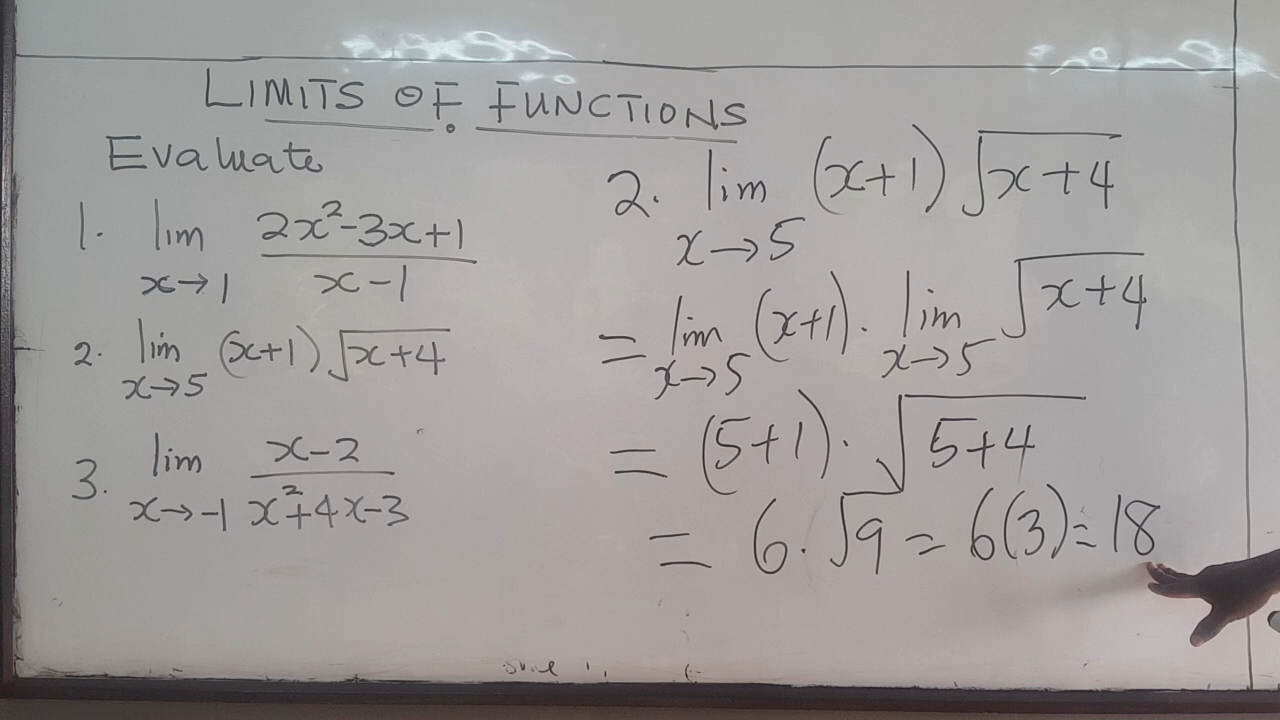 LIMITS OF FUNCTIONS
Evaluate
1. lim x→1 (2x²-3x+1)/(x-1)
2. lim x→5 (x+1)√(x+4)
3. lim x→-1 (x-2)/(x²+4x-3)
2. lim x→5 (x+1)√(x+4)
= lim x→5 (x+1). lim x→5 √(x+4)
= (5+1). √(5+4)
= 6.√9 = 6(3) = 18